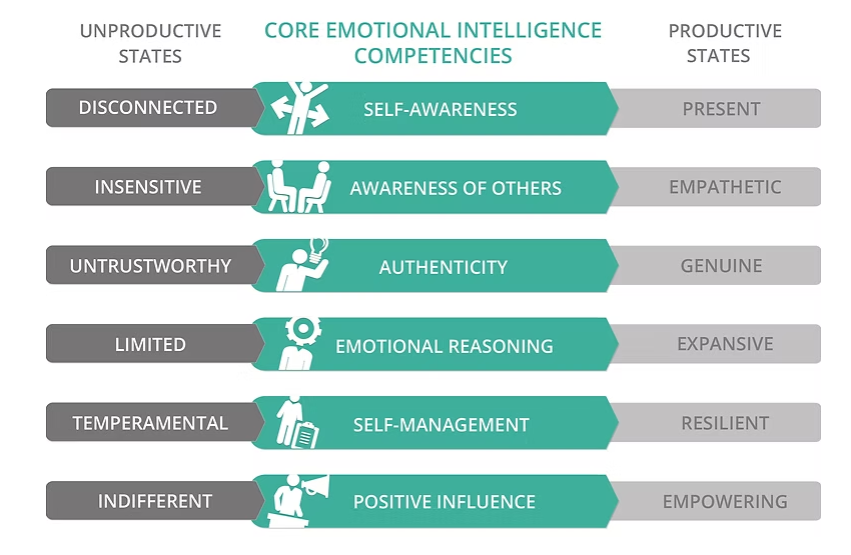 UNPRODUCTIVE
STATES
CORE EMOTIONAL INTELLIGENCE
COMPETENCIES
PRODUCTIVE
STATES
DISCONNECTED
SELF-AWARENESS
PRESENT
INSENSITIVE
AWARENESS OF OTHERS
EMPATHETIC
UNTRUSTWORTHY
AUTHENTICITY
GENUINE
LIMITED
EMOTIONAL REASONING
EXPANSIVE
TEMPERAMENTAL
SELF-MANAGEMENT
RESILIENT
INDIFFERENT
POSITIVE INFLUENCE
EMPOWERING